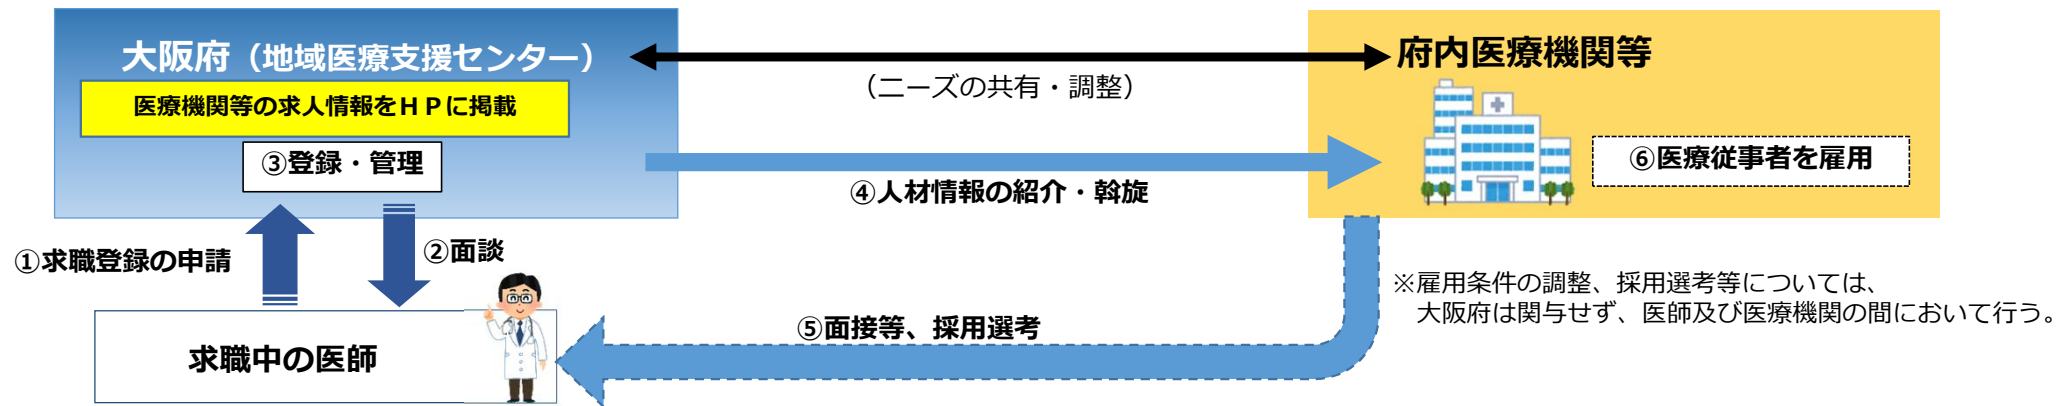 大阪府（地域医療支援センター）
医療機関等の求人情報をＨＰに掲載
③登録・管理
（ニーズの共有・調整）
府内医療機関等
⑥医療従事者を雇用
④人材情報の紹介・斡旋
①求職登録の申請
②面談
求職中の医師
⑤面接等、採用選考
※雇用条件の調整、採用選考等については、
大阪府は関与せず、医師及び医療機関の間において行う。